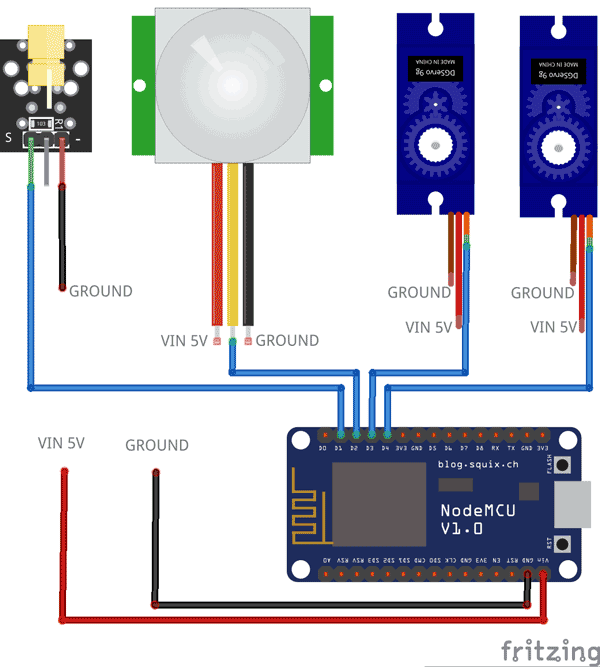 DGServo 9g
MADE IN CHINA
DGServo 9g
MADE IN CHINA
103
R1
S
-
GROUND
GROUND
GROUND
VIN 5V
GROUND
VIN 5V
VIN 5V
VIN 5V
GROUND
D0 D1 D2 D3 D4 3V3 GND D5 D6 D7 D8 RX TX GND 3V3
blog.squix.ch
FLASH
NodeMCU
V1.0
RST
A0 RSV RSV SD3 SD2 SD1 CMD SD0 CLK GND 3V3 EN RST GND Vin
fritzing